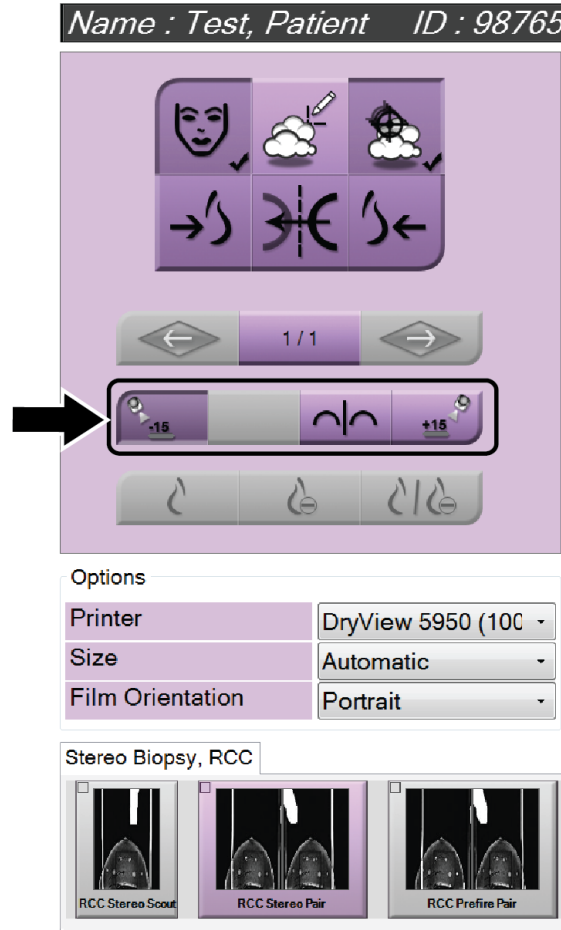 Name : Test, Patient ID : 98765
1 / 1
-15
+15
Options
Printer
DryView 5950 (100
Size
Automatic
Film Orientation
Portrait
Stereo Biopsy, RCC
RCC Stereo Scout
RCC Stereo Pair
RCC Prefire Pair